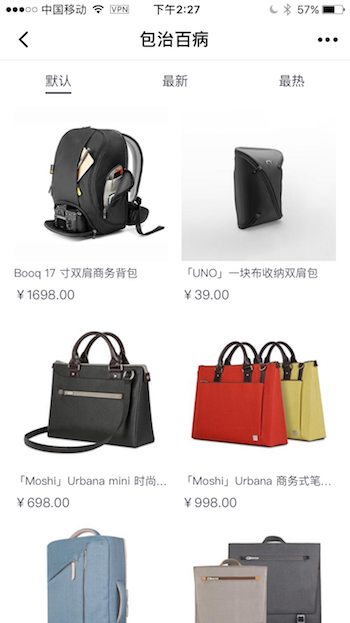 中国移动 VPN 下午2:27 57%
包治百病
默认 最新 最热
Booq 17 寸双肩商务背包 「UNO」一块布收纳双肩包
￥1698.00 ￥39.00
「Moshi」Urbana mini 时尚... 「Moshi」Urbana 商务式笔...
￥698.00 ￥998.00